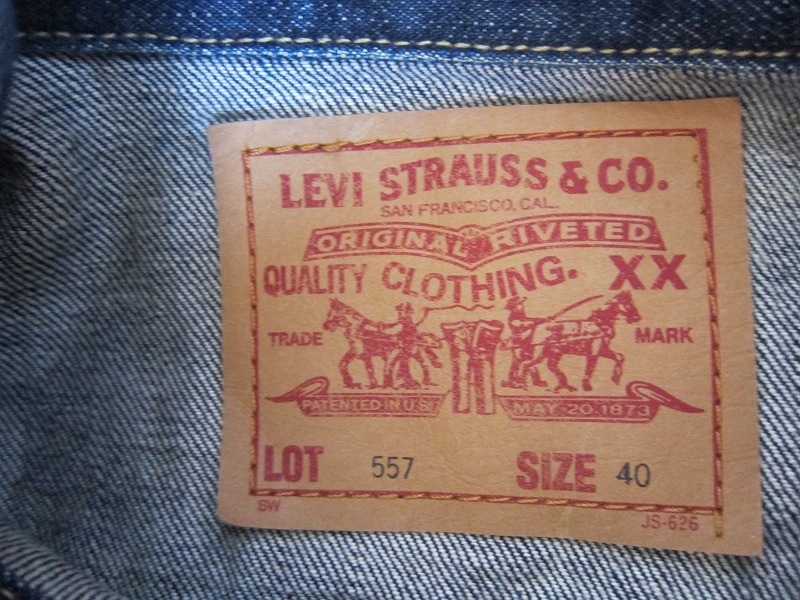 LEVI STRAUSS & CO.
SAN FRANCISCO, CAL.
ORIGINAL RIVETED
QUALITY CLOTHING. XX
TRADE MARK
PATENTED IN U.S. MAY 20 1873
LOT 557 SIZE 40
SW JS-626